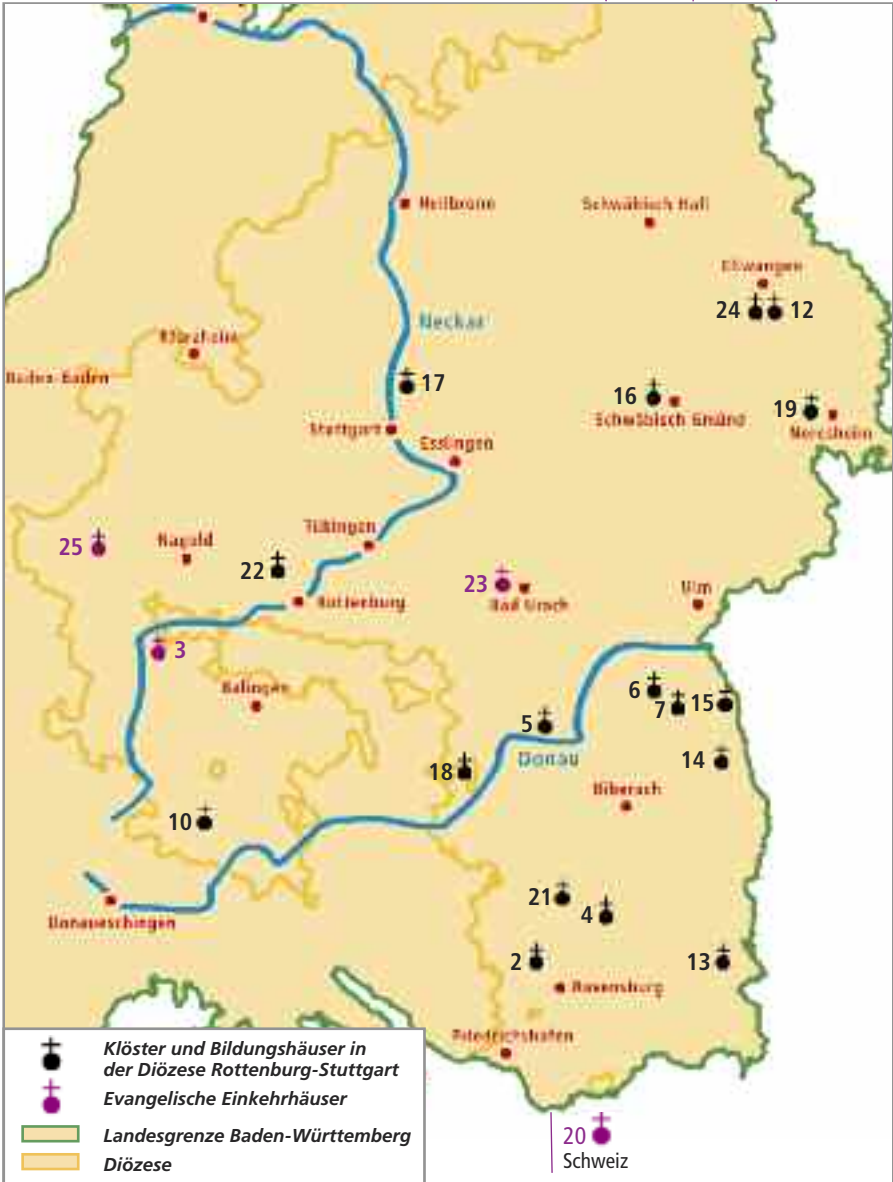 Heilbronn
Schwäbisch Hall
Ellwangen
24 12
Neckar
Pforzheim
Baden-Baden
17
16
19
Schwäbisch Gmünd
Neresheim
Stuttgart
Esslingen
Tübingen
25
Nagold
22
23
Bad Urach
Ulm
Rottenburg
3
Balingen
6
7
15
5
Donau
14
18
Biberach
10
21
4
Donaueschingen
2
13
Ravensburg
Friedrichshafen
Klöster und Bildungshäuser in
der Diözese Rottenburg-Stuttgart
Evangelische Einkehrhäuser
Landesgrenze Baden-Württemberg
Diözese
20
Schweiz